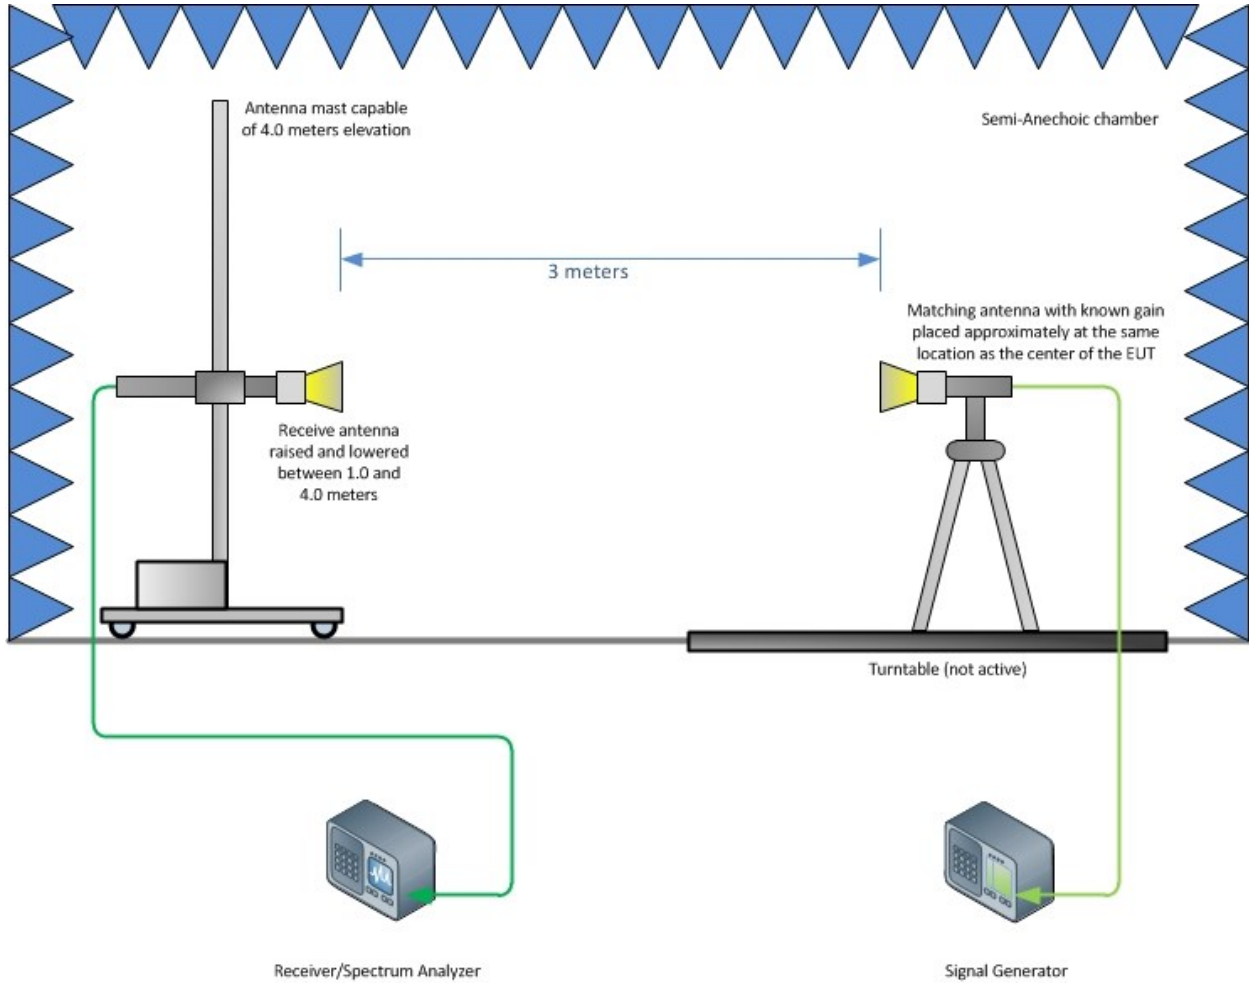 Antenna mast capable
of 4.0 meters elevation
Semi-Anechoic chamber
3 meters
Matching antenna with known gain
placed approximately at the same
location as the center of the EUT
Receive antenna
raised and lowered
between 1.0 and
4.0 meters
Turntable (not active)
Receiver/Spectrum Analyzer
Signal Generator